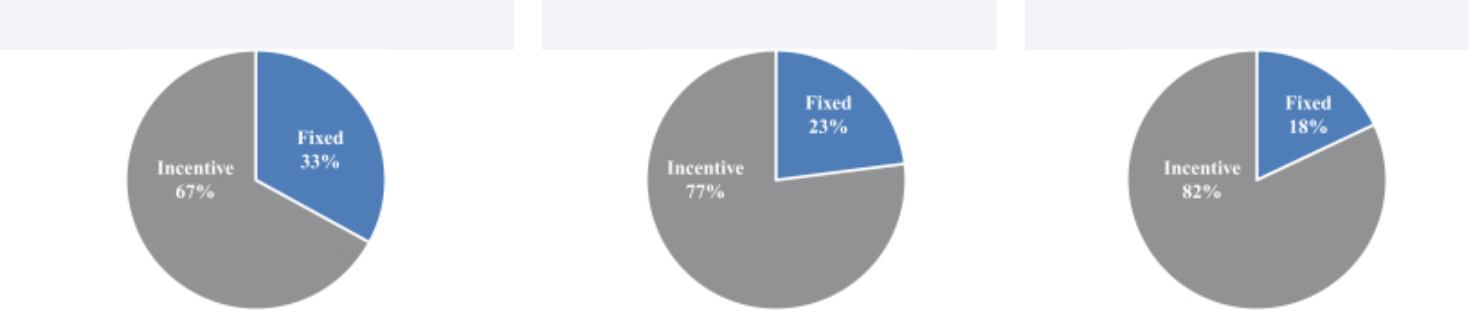 Fixed
33%
Incentive
67%
Fixed
23%
Incentive
77%
Fixed
18%
Incentive
82%